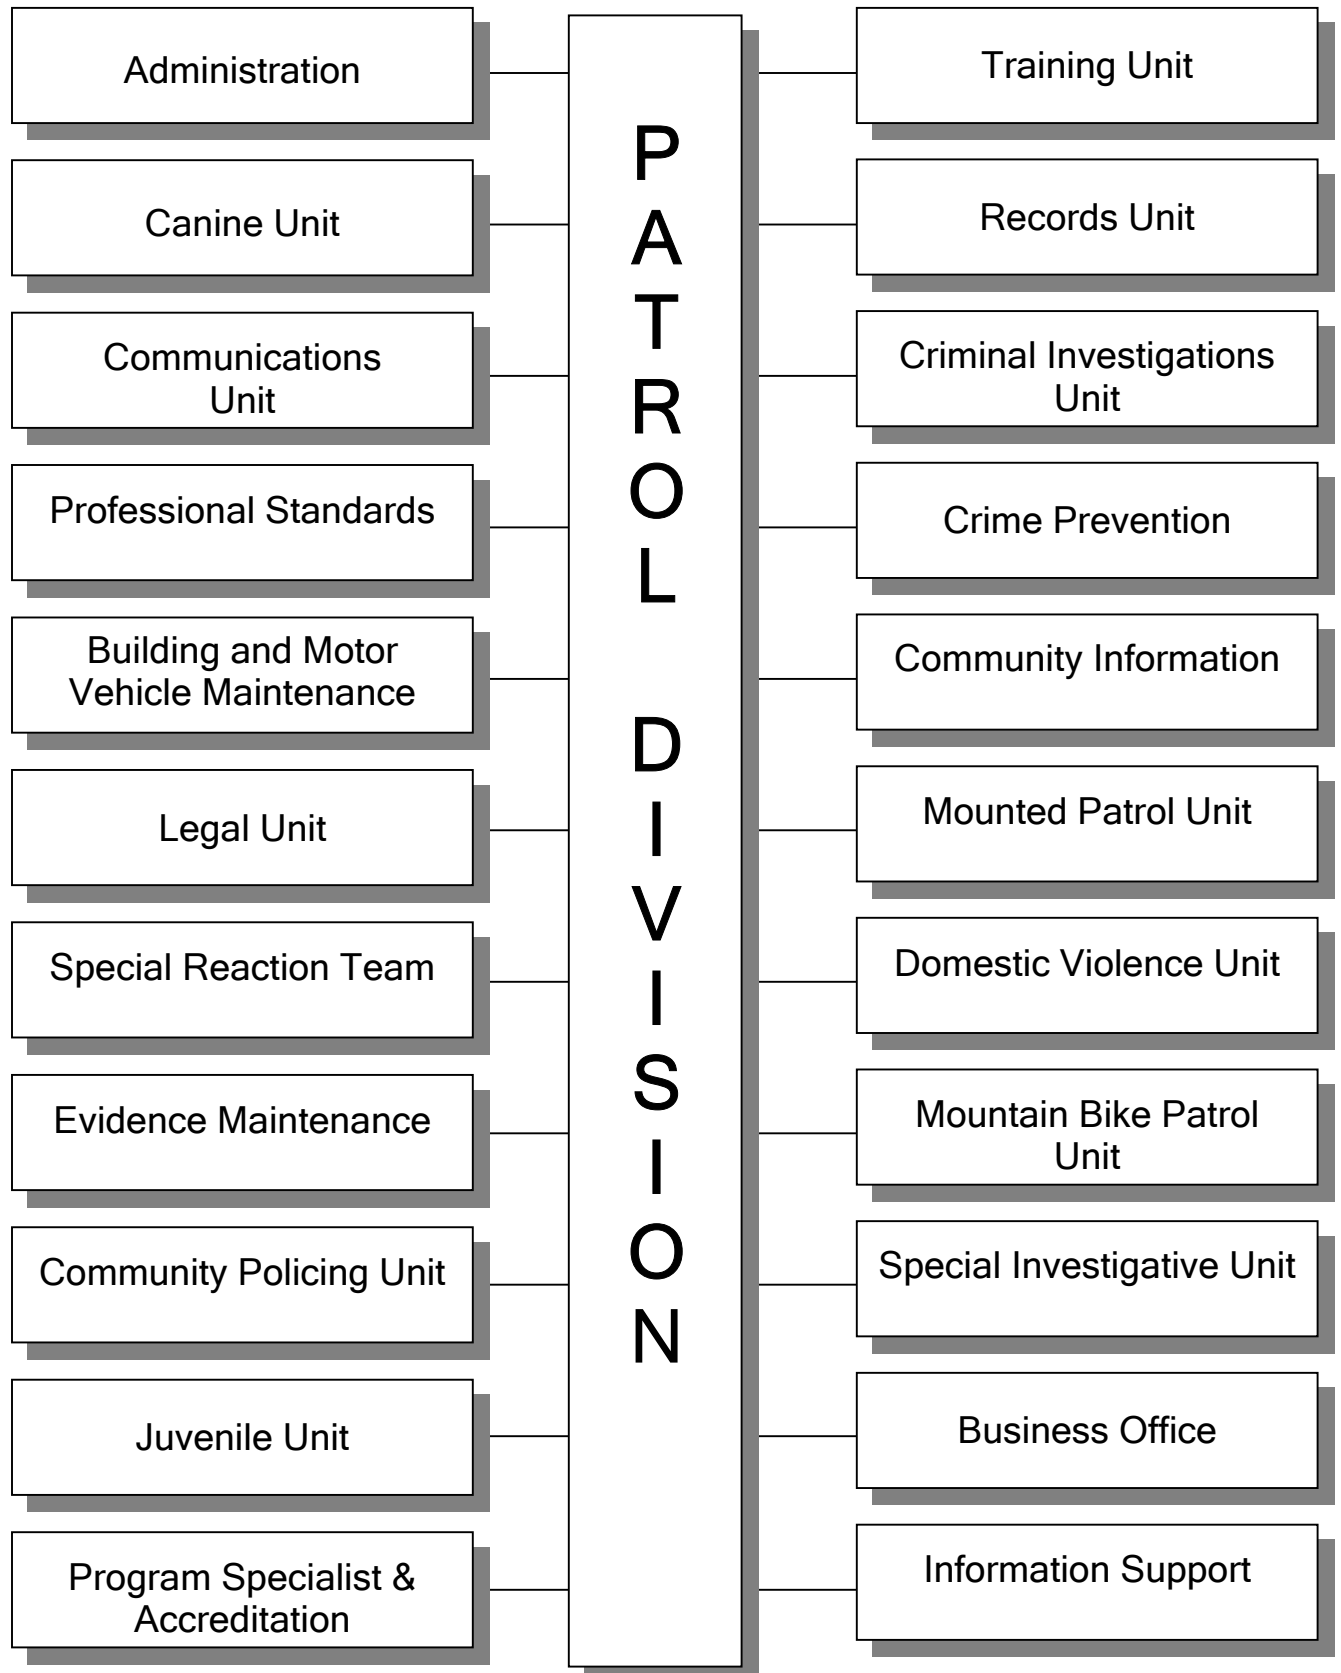 Administration
Canine Unit
Communications
Unit
Professional Standards
Building and Motor
Vehicle Maintenance
Legal Unit
Special Reaction Team
Evidence Maintenance
Community Policing Unit
Juvenile Unit
Program Specialist &
Accreditation
P
A
T
R
O
L
D
I
V
I
S
I
O
N
Training Unit
Records Unit
Criminal Investigations
Unit
Crime Prevention
Community Information
Mounted Patrol Unit
Domestic Violence Unit
Mountain Bike Patrol
Unit
Special Investigative Unit
Business Office
Information Support